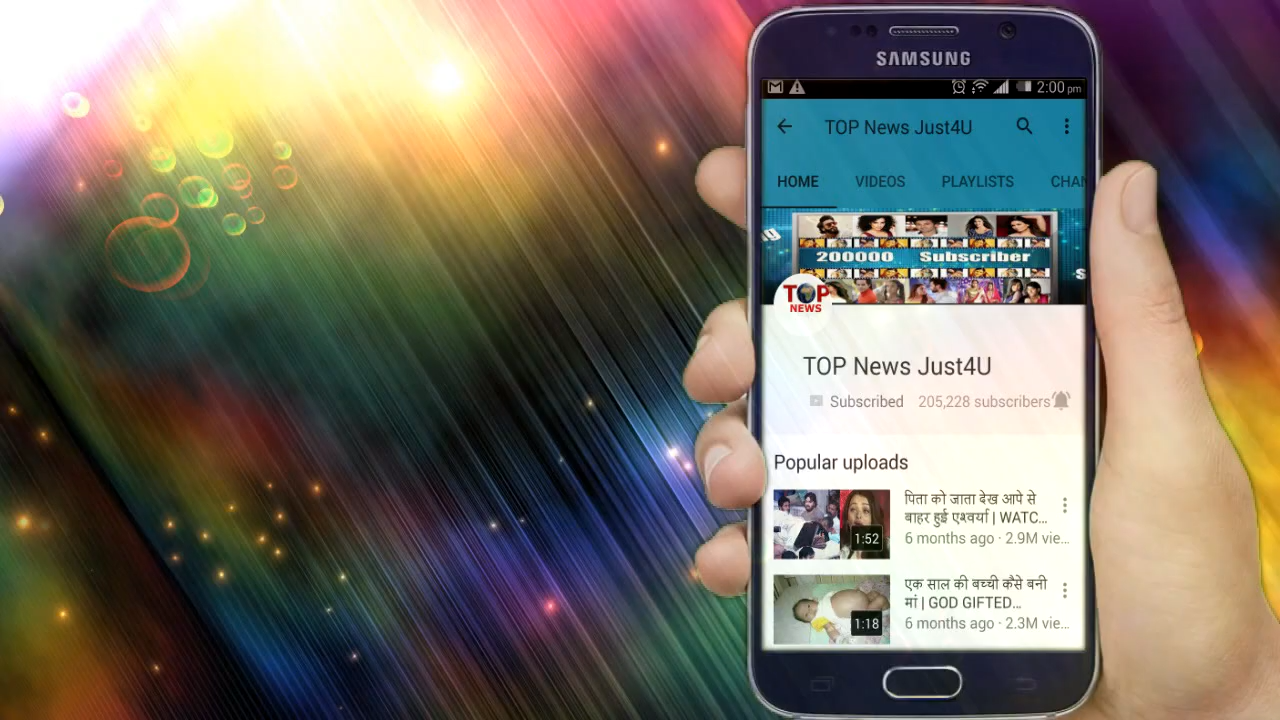 SAMSUNG
2:00 pm
TOP News Just4U
HOME VIDEOS PLAYLISTS CHAN
200000 Subscriber
TOP
NEWS
TOP News Just4U
Subscribed 205,228 subscribers
Popular uploads
पिता को जाता देख आपे से
बाहर हुई एश्वर्या | WATC...
1:52
6 months ago · 2.9M vie...
एक साल की बच्ची कैसे बनी
मां | GOD GIFTED...
1:18
6 months ago · 2.3M vie...